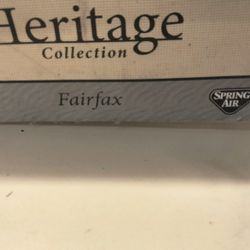 Heritage
Collection
Fairfax
SPRING
AIR